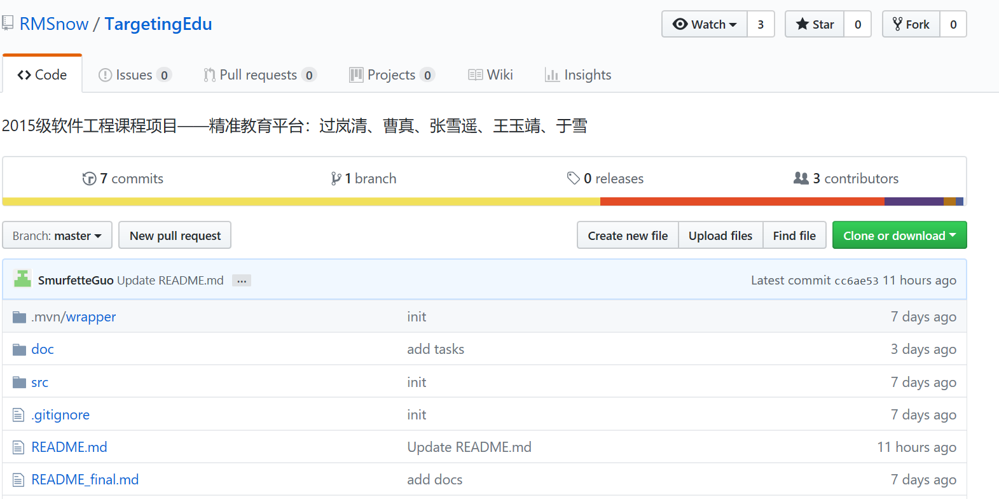 RMSnow / TargetingEdu
Watch 3 Star 0 Fork 0
Code Issues 0 Pull requests 0 Projects 0 Wiki Insights
2015级软件工程课程项目——精准教育平台：过岚清、曹真、张雪遥、王玉靖、于雪
7 commits 1 branch 0 releases 3 contributors
Branch: master New pull request Create new file Upload files Find file Clone or download
SmurfetteGuo Update README.md ... Latest commit cc6ae53 11 hours ago
.mvn/wrapper init 7 days ago
doc add tasks 3 days ago
src init 7 days ago
.gitignore init 7 days ago
README.md Update README.md 11 hours ago
README_final.md add docs 7 days ago